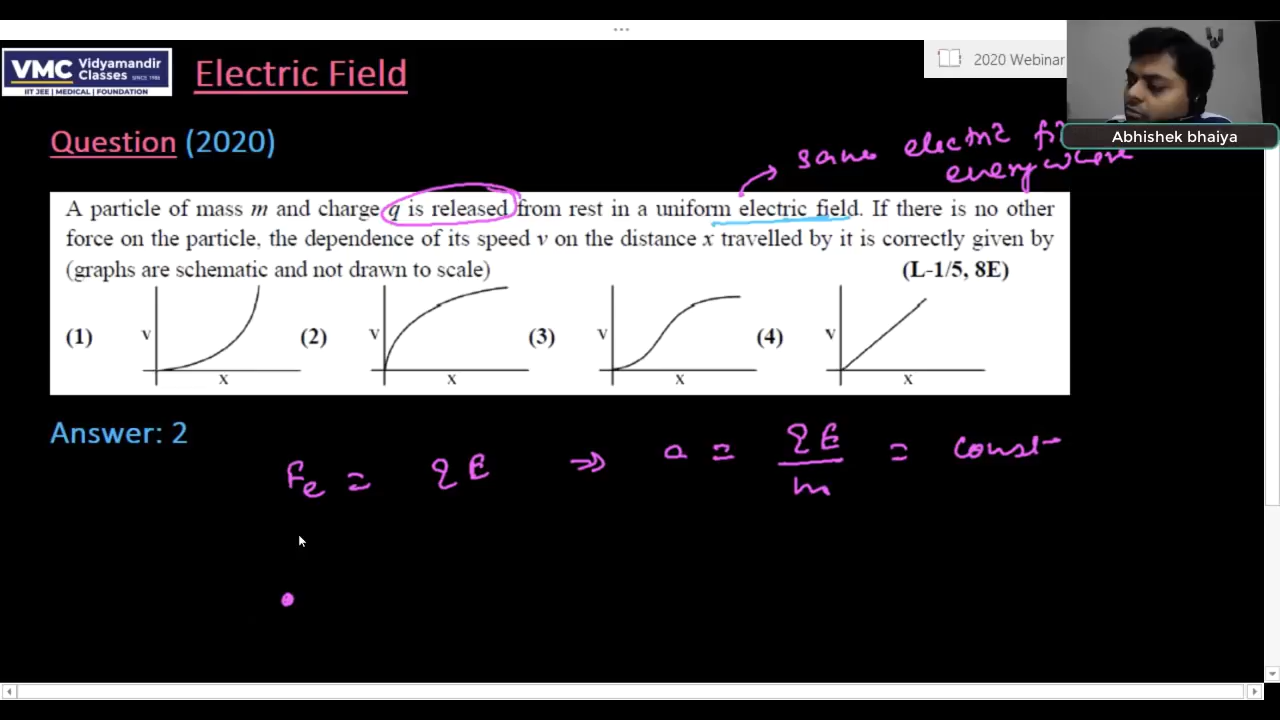 VMC Vidyamandir Classes SINCE 1986
IIT JEE | MEDICAL | FOUNDATION
Electric Field
2020 Webinar
Abhishek bhaiya
Question (2020)
same electric
everywhere
A particle of mass m and charge q is released from rest in a uniform electric field. If there is no other
force on the particle, the dependence of its speed v on the distance x travelled by it is correctly given by
(graphs are schematic and not drawn to scale) (L-1/5, 8E)
(1) v x (2) v x (3) v x (4) v x
Answer: 2
Fe = qE ⇒ a = qE/m = const